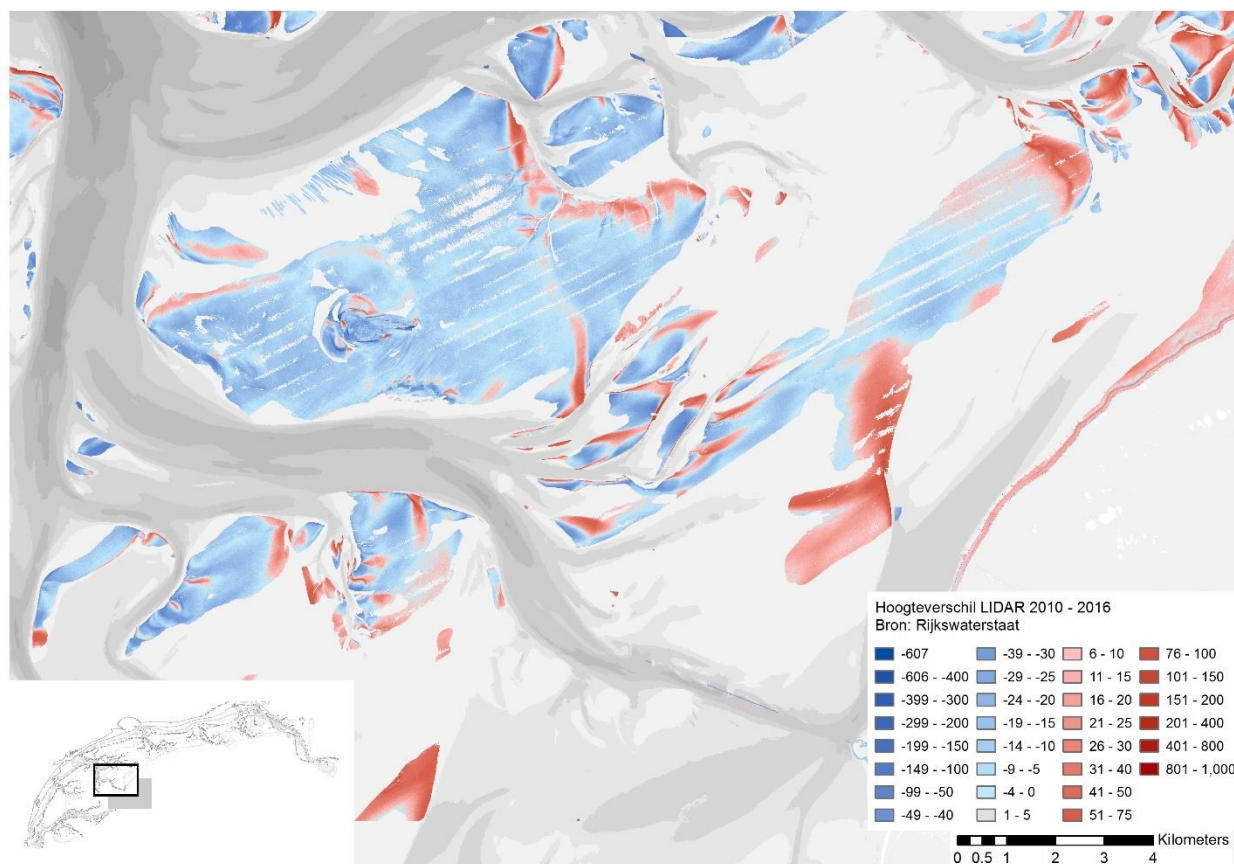 Hoogteverschil LIDAR 2010 - 2016
Bron: Rijkswaterstaat
-607 -39 - -30 6 - 10 76 - 100
-606 - -400 -29 - -25 11 - 15 101 - 150
-399 - -300 -24 - -20 16 - 20 151 - 200
-299 - -200 -19 - -15 21 - 25 201 - 400
-199 - -150 -14 - -10 26 - 30 401 - 800
-149 - -100 -9 - -5 31 - 40 801 - 1,000
-99 - -50 -4 - 0 41 - 50
-49 - -40 1 - 5 51 - 75
Kilometers
0 0.5 1 2 3 4